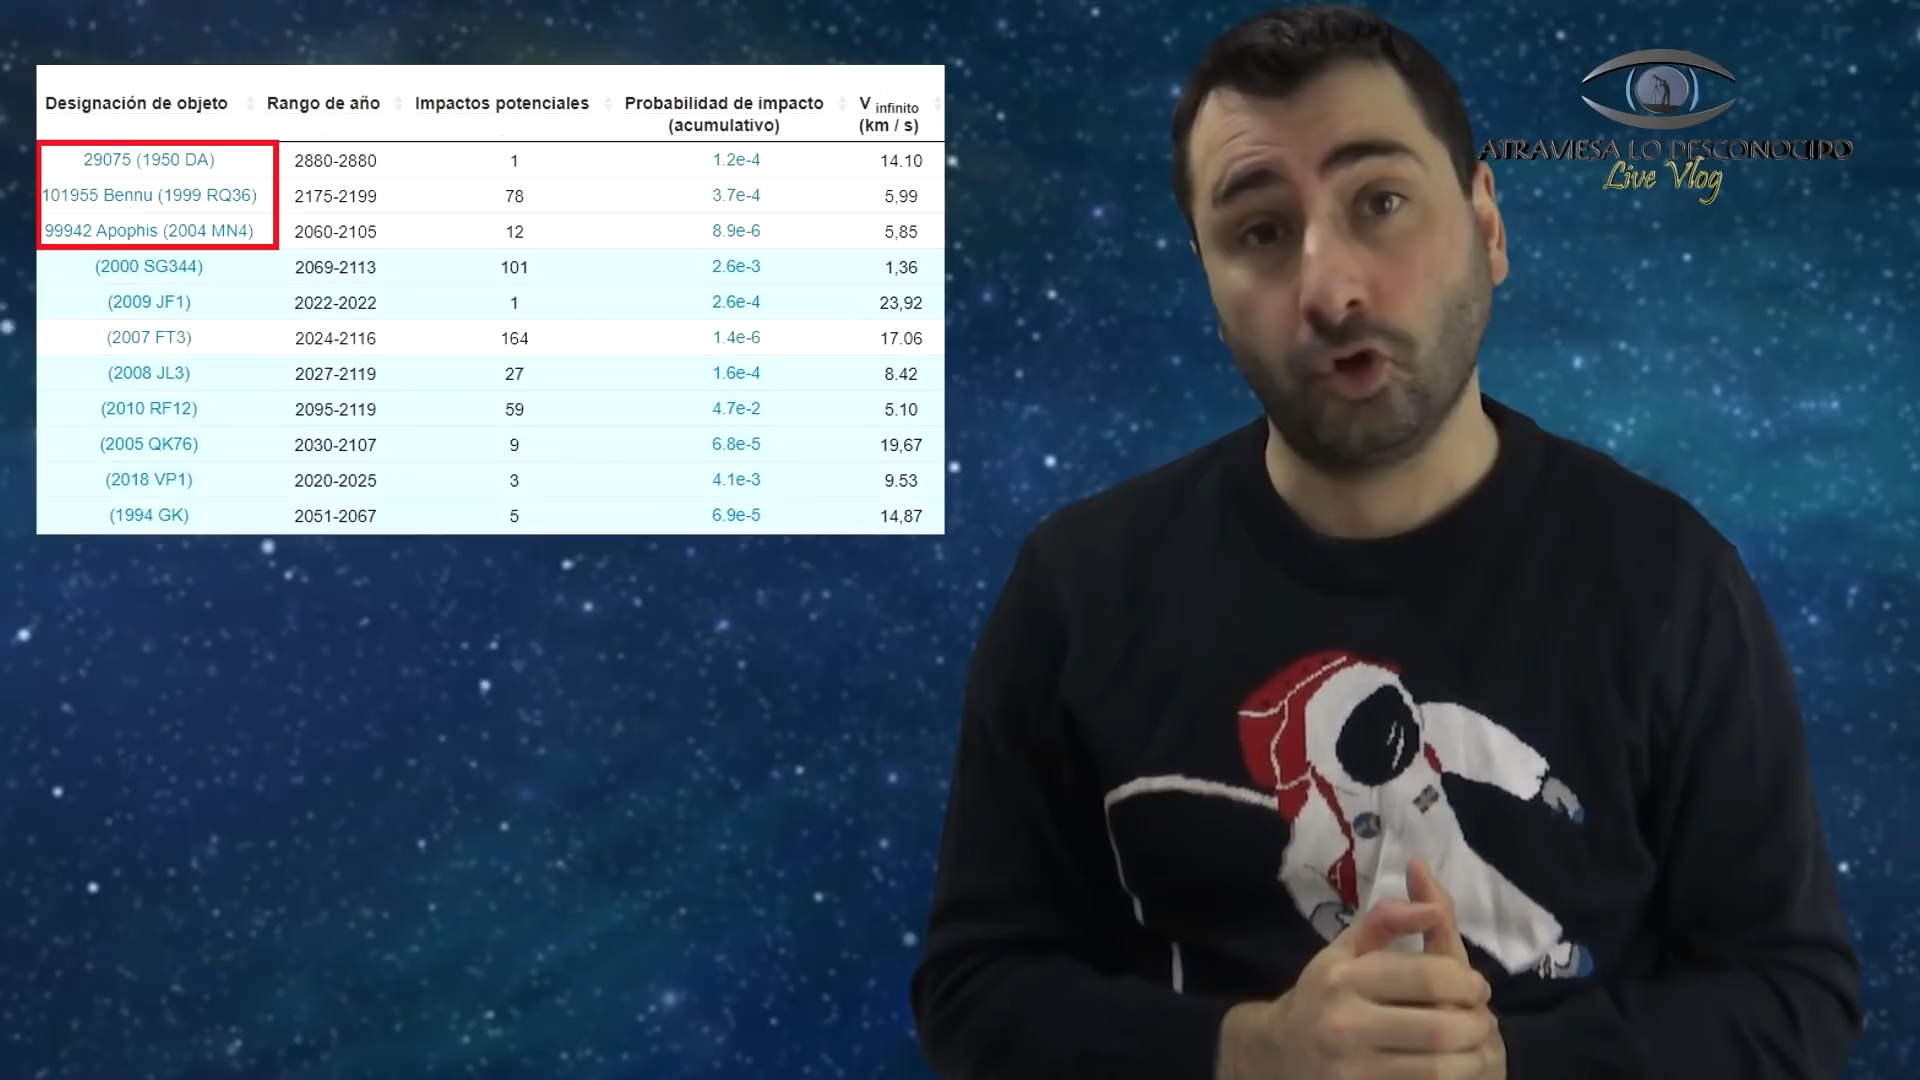 Designación de objeto Rango de año Impactos potenciales Probabilidad de impacto (acumulativo) V infinito (km / s)
29075 (1950 DA) 2880-2880 1 1.2e-4 14.10
101955 Bennu (1999 RQ36) 2175-2199 78 3.7e-4 5,99
99942 Apophis (2004 MN4) 2060-2105 12 8.9e-6 5,85
(2000 SG344) 2069-2113 101 2.6e-3 1,36
(2009 JF1) 2022-2022 1 2.6e-4 23,92
(2007 FT3) 2024-2116 164 1.4e-6 17.06
(2008 JL3) 2027-2119 27 1.6e-4 8.42
(2010 RF12) 2095-2119 59 4.7e-2 5.10
(2005 QK76) 2030-2107 9 6.8e-5 19,67
(2018 VP1) 2020-2025 3 4.1e-3 9.53
(1994 GK) 2051-2067 5 6.9e-5 14,87
ATRAVIESA LO DESCONOCIDO
Live Vlog